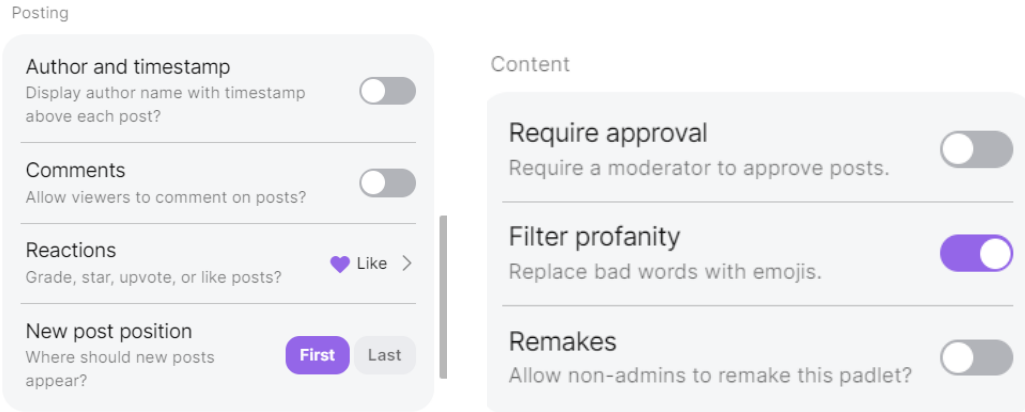 Posting
Author and timestamp
Display author name with timestamp
above each post?
Comments
Allow viewers to comment on posts?
Reactions
Grade, star, upvote, or like posts?
Like
New post position
Where should new posts
appear?
First
Last
Content
Require approval
Require a moderator to approve posts.
Filter profanity
Replace bad words with emojis.
Remakes
Allow non-admins to remake this padlet?